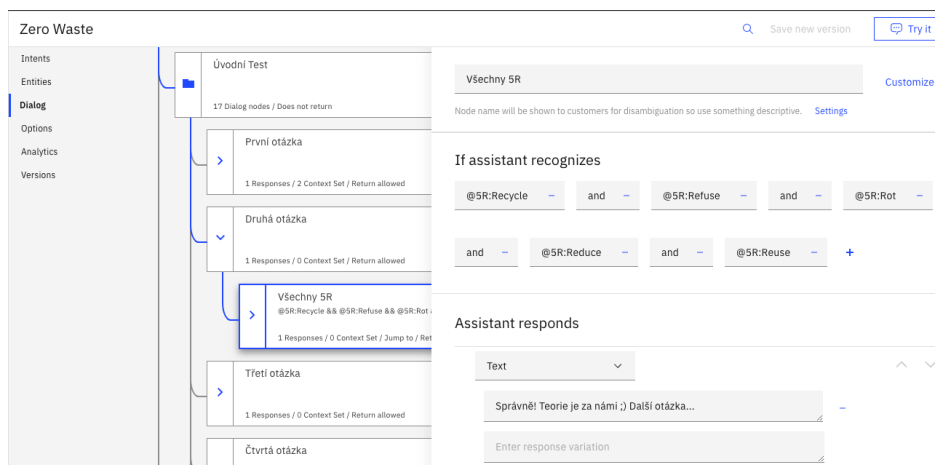 Zero Waste
Save new version
Try it
Intents
Entities
Dialog
Options
Analytics
Versions
Úvodní Test
17 Dialog nodes / Does not return
První otázka
1 Responses / 2 Context Set / Return allowed
Druhá otázka
1 Responses / 0 Context Set / Return allowed
Všechny 5R
@5R:Recycle && @5R:Refuse && @5R:Rot
1 Responses / 0 Context Set / Jump to / Ret
Třetí otázka
1 Responses / 0 Context Set / Return allowed
Čtvrtá otázka
Všechny 5R
Customize
Node name will be shown to customers for disambiguation so use something descriptive. Settings
If assistant recognizes
@5R:Recycle – and – @5R:Refuse – and – @5R:Rot –
and – @5R:Reduce – and – @5R:Reuse – +
Assistant responds
Text
Správně! Teorie je za námi ;) Další otázka...
Enter response variation